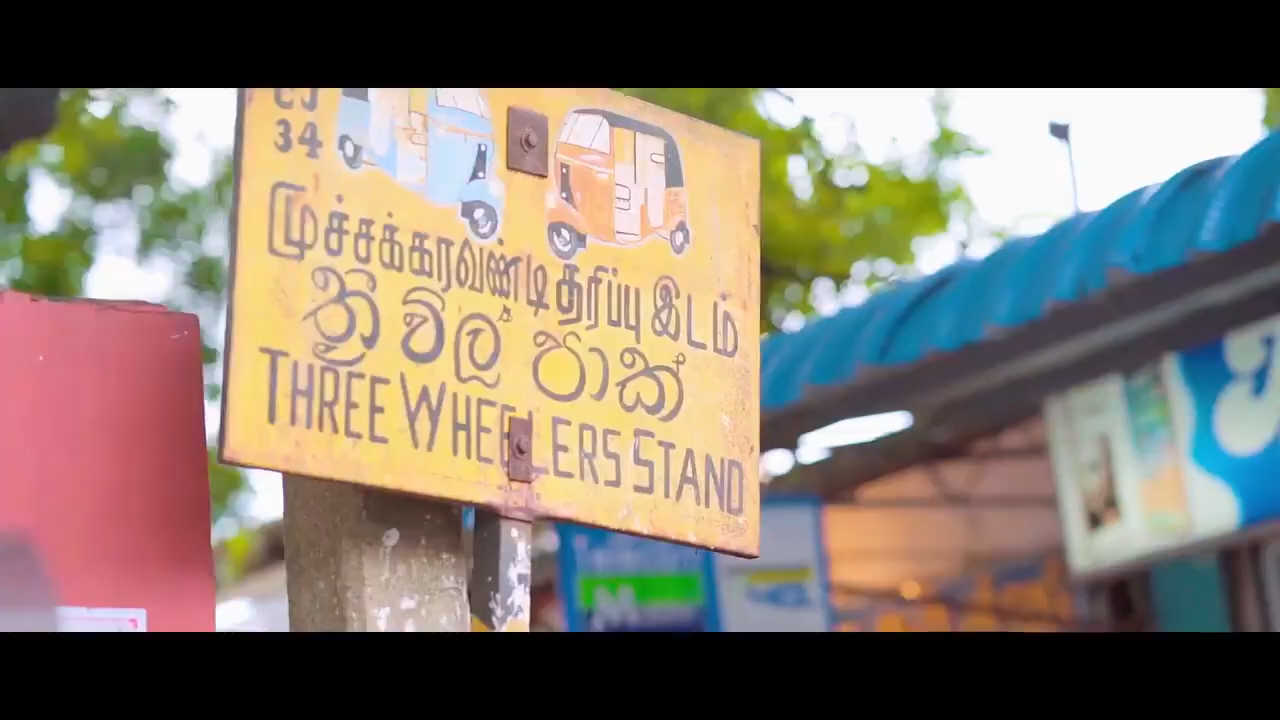 34
முச்சக்கரவண்டி தரிப்பு இடம்
ත්‍රී විල් පාක්
THREE WHEELERS STAND